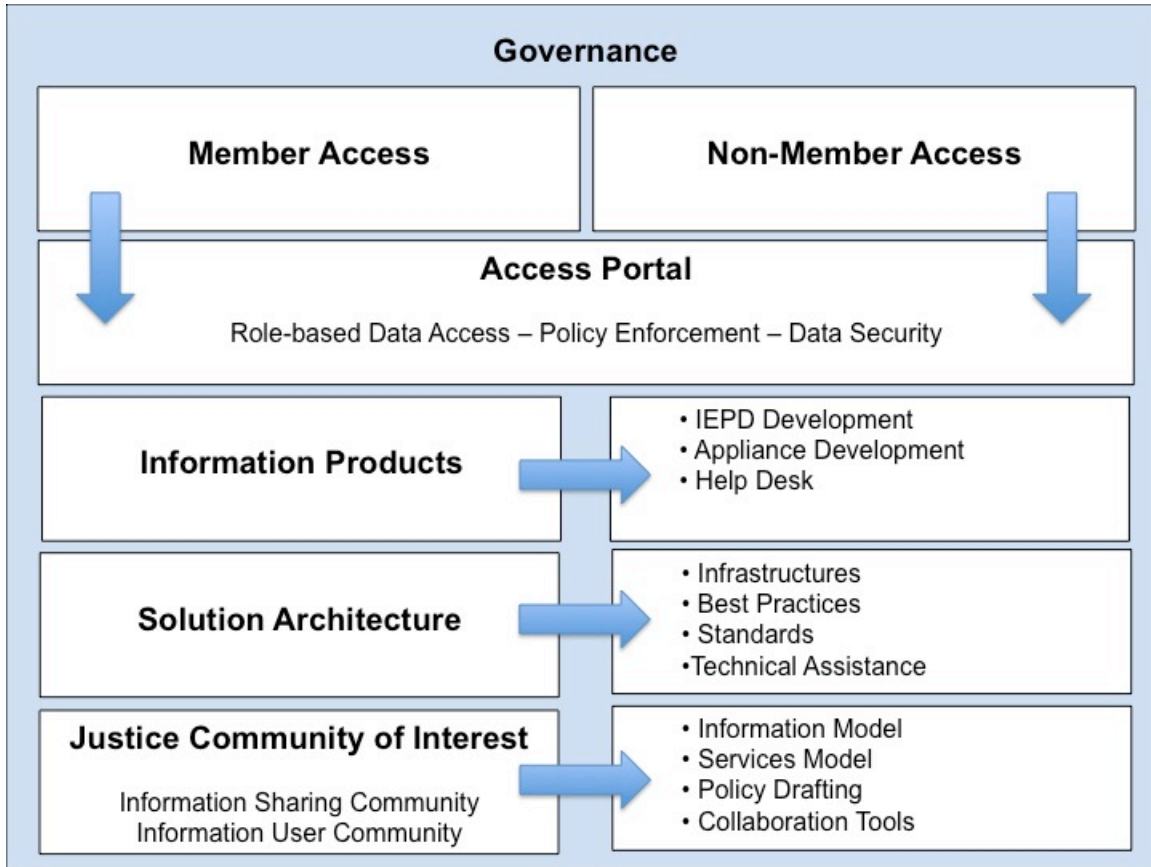 Governance
Member Access
Non-Member Access
Access Portal
Role-based Data Access – Policy Enforcement – Data Security
Information Products
• IEPD Development
• Appliance Development
• Help Desk
Solution Architecture
• Infrastructures
• Best Practices
• Standards
•Technical Assistance
Justice Community of Interest
Information Sharing Community
Information User Community
• Information Model
• Services Model
• Policy Drafting
• Collaboration Tools